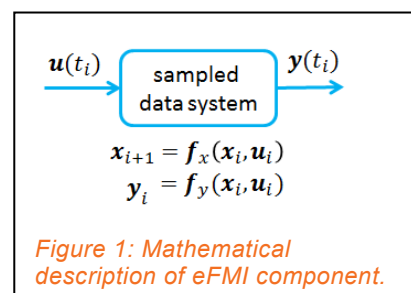 u(tᵢ)
sampled
data system
y(tᵢ)
xᵢ₊₁ = fₓ(xᵢ,uᵢ)
yᵢ = f_y(xᵢ,uᵢ)
Figure 1: Mathematical
description of eFMI component.